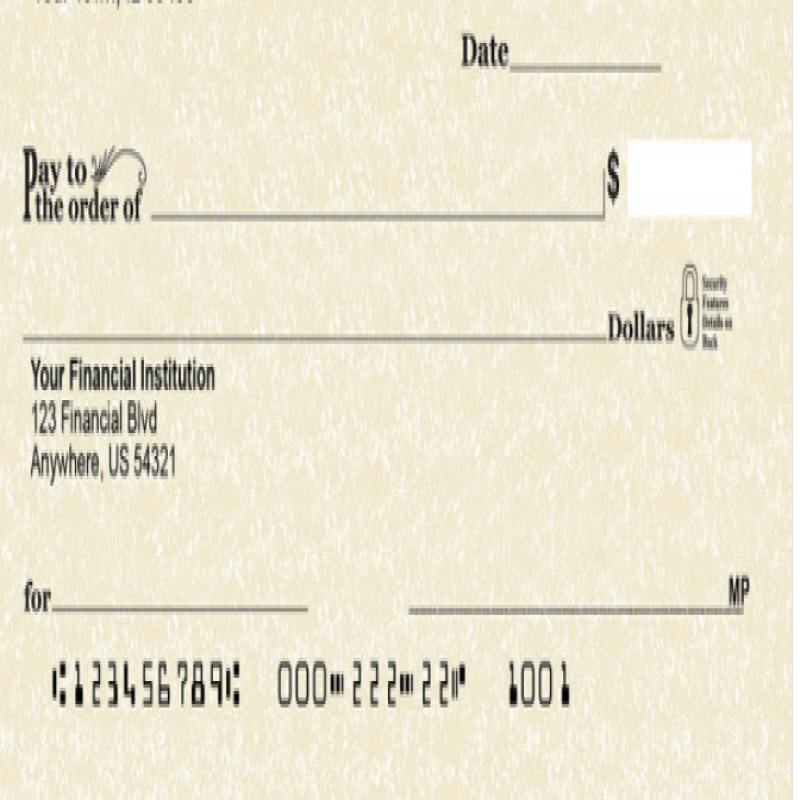 Date
Pay to
the order of
$
Dollars
Security
Features
Details on
Back
Your Financial Institution
123 Financial Blvd
Anywhere, US 54321
for
MP
⑆123456789⑆ 000⑉222⑉22⑈ 1001